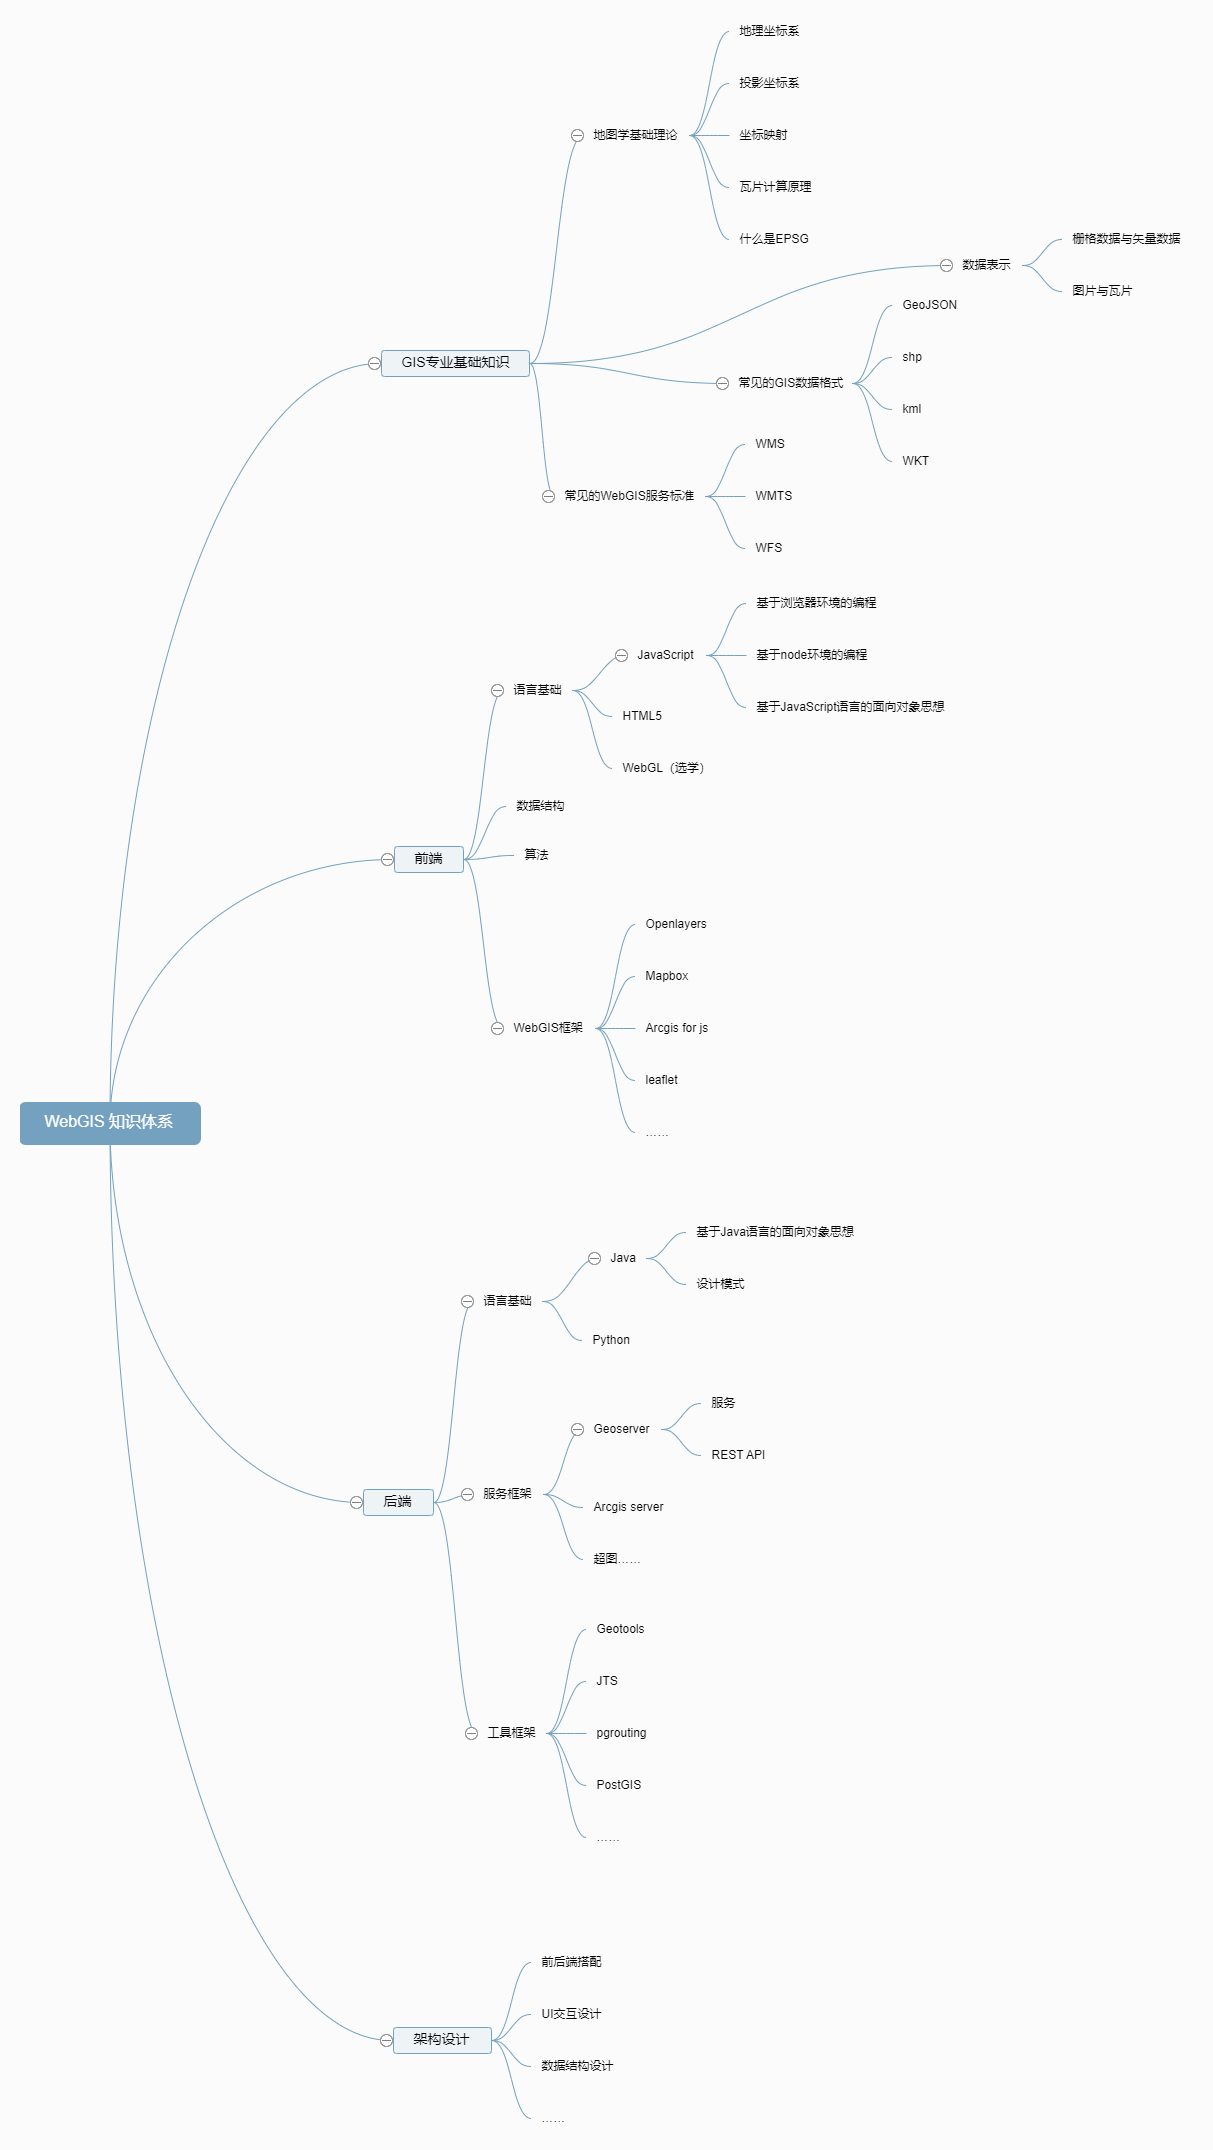 地理坐标系
投影坐标系
地图学基础理论
坐标映射
瓦片计算原理
什么是EPSG
栅格数据与矢量数据
数据表示
图片与瓦片
GeoJSON
GIS专业基础知识
shp
常见的GIS数据格式
kml
WKT
WMS
常见的WebGIS服务标准
WMTS
WFS
基于浏览器环境的编程
JavaScript
基于node环境的编程
语言基础
基于JavaScript语言的面向对象思想
HTML5
WebGL（选学）
数据结构
前端
算法
Openlayers
Mapbox
WebGIS框架
Arcgis for js
leaflet
……
WebGIS 知识体系
基于Java语言的面向对象思想
Java
设计模式
语言基础
Python
服务
Geoserver
REST API
服务框架
后端
Arcgis server
超图……
Geotools
JTS
工具框架
pgrouting
PostGIS
……
前后端搭配
UI交互设计
架构设计
数据结构设计
……